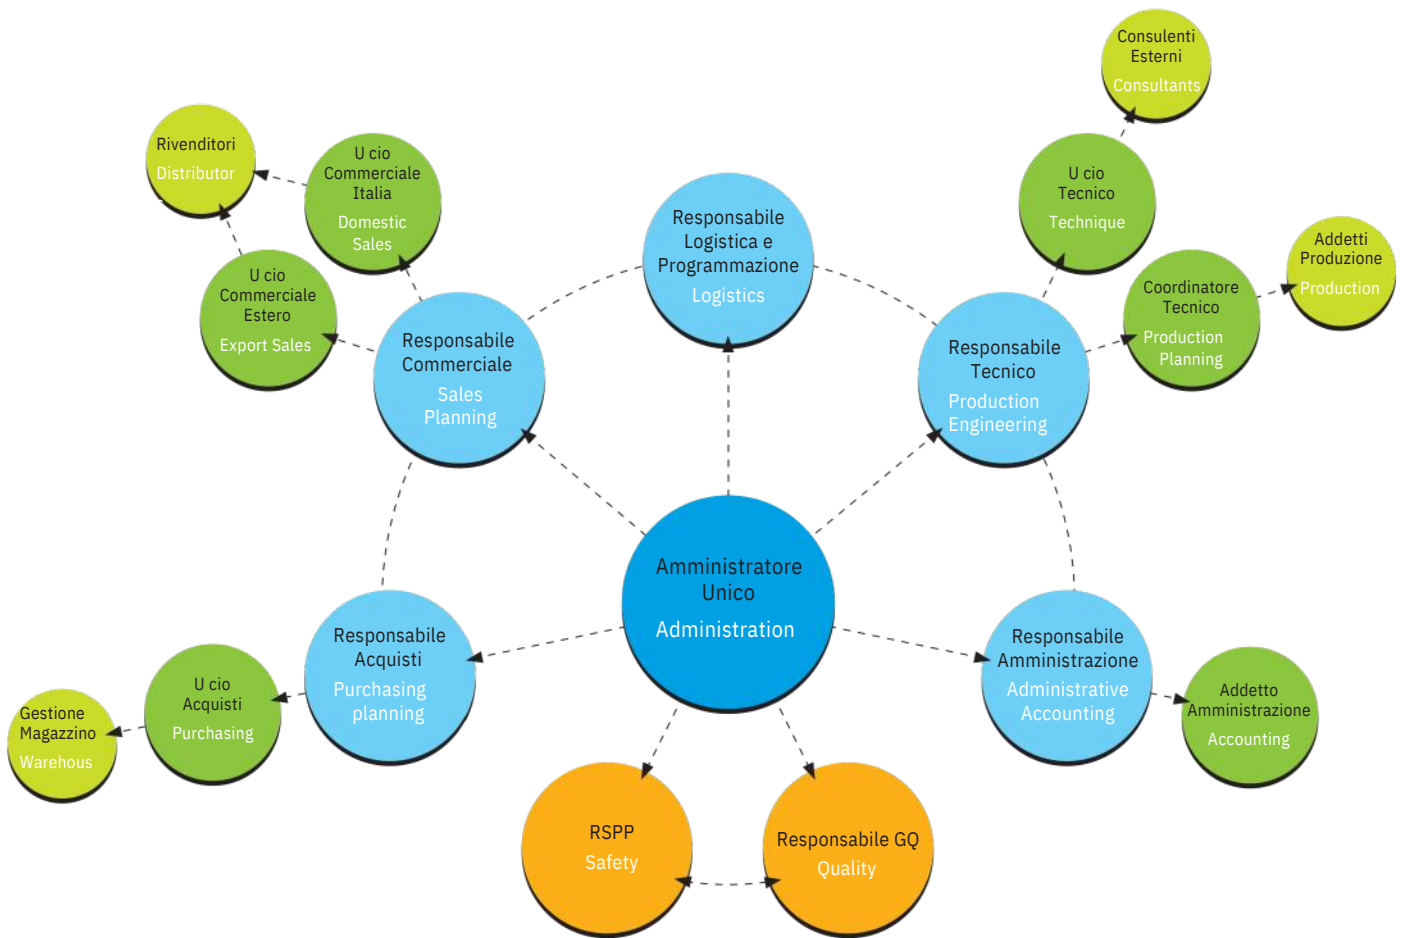 Consulenti
Esterni
Consultants
Rivenditori
Distributor
U cio
Commerciale
Italia
Domestic
Sales
U cio
Tecnico
Technique
Responsabile
Logistica e
Programmazione
Logistics
Addetti
Produzione
Production
U cio
Commerciale
Estero
Export Sales
Coordinatore
Tecnico
Production
Planning
Responsabile
Commerciale
Sales
Planning
Responsabile
Tecnico
Production
Engineering
Amministratore
Unico
Administration
Responsabile
Acquisti
Purchasing
planning
Responsabile
Amministrazione
Administrative
Accounting
U cio
Acquisti
Purchasing
Gestione
Magazzino
Warehous
Addetto
Amministrazione
Accounting
RSPP
Safety
Responsabile GQ
Quality